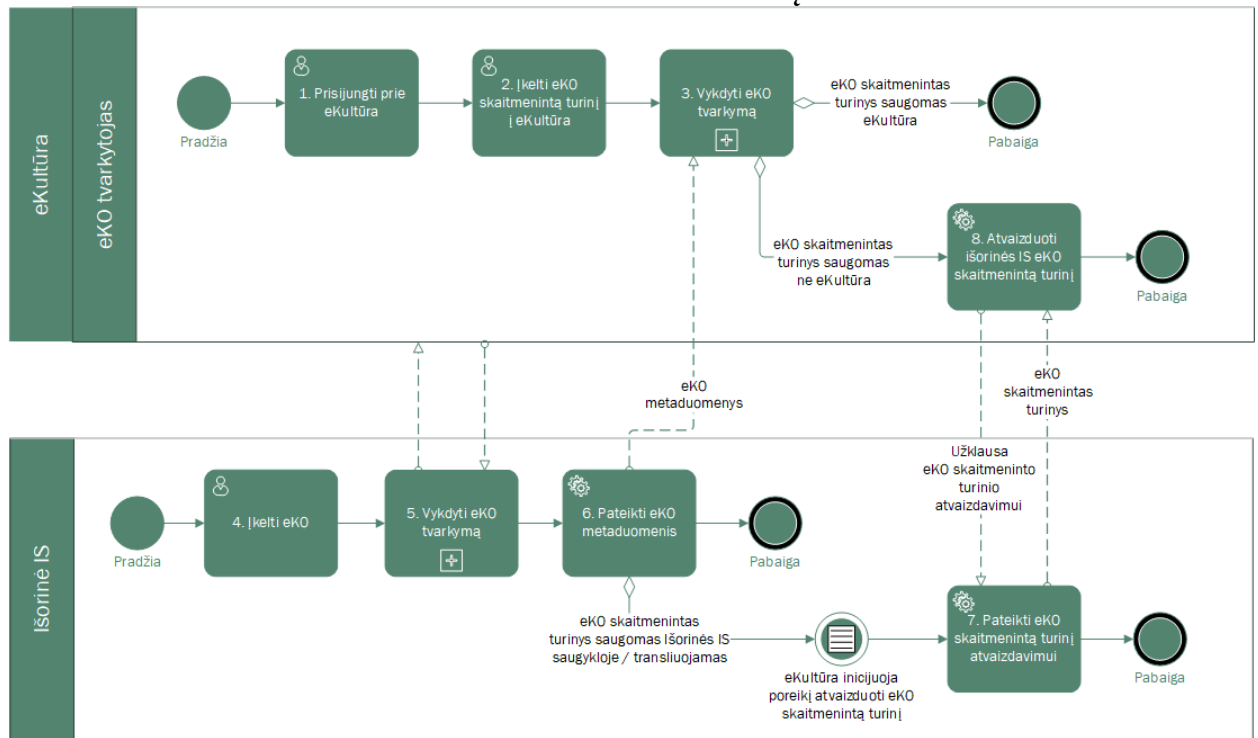 eKultūra
eKO tvarkytojas
Pradžia
1. Prisijungti prie
eKultūra
2. Įkelti eKO
skaitmenintą turinį
į eKultūra
3. Vykdyti eKO
tvarkymą
eKO skaitmenintas
turinys saugomas
eKultūra
Pabaiga
eKO skaitmenintas
turinys saugomas
ne eKultūra
8. Atvaizduoti
išorinės IS eKO
skaitmenintą turinį
Pabaiga
eKO
metaduomenys
eKO
skaitmenintas
turinys
Užklausa
eKO skaitmeninto
turinio
atvaizdavimui
Išorinė IS
Pradžia
4. Įkelti eKO
5. Vykdyti eKO
tvarkymą
6. Pateikti eKO
metaduomenis
Pabaiga
eKO skaitmenintas
turinys saugomas Išorinės IS
saugykloje / transliuojamas
eKultūra inicijuoja
poreikį atvaizduoti eKO
skaitmenintą turinį
7. Pateikti eKO
skaitmenintą turinį
atvaizdavimui
Pabaiga